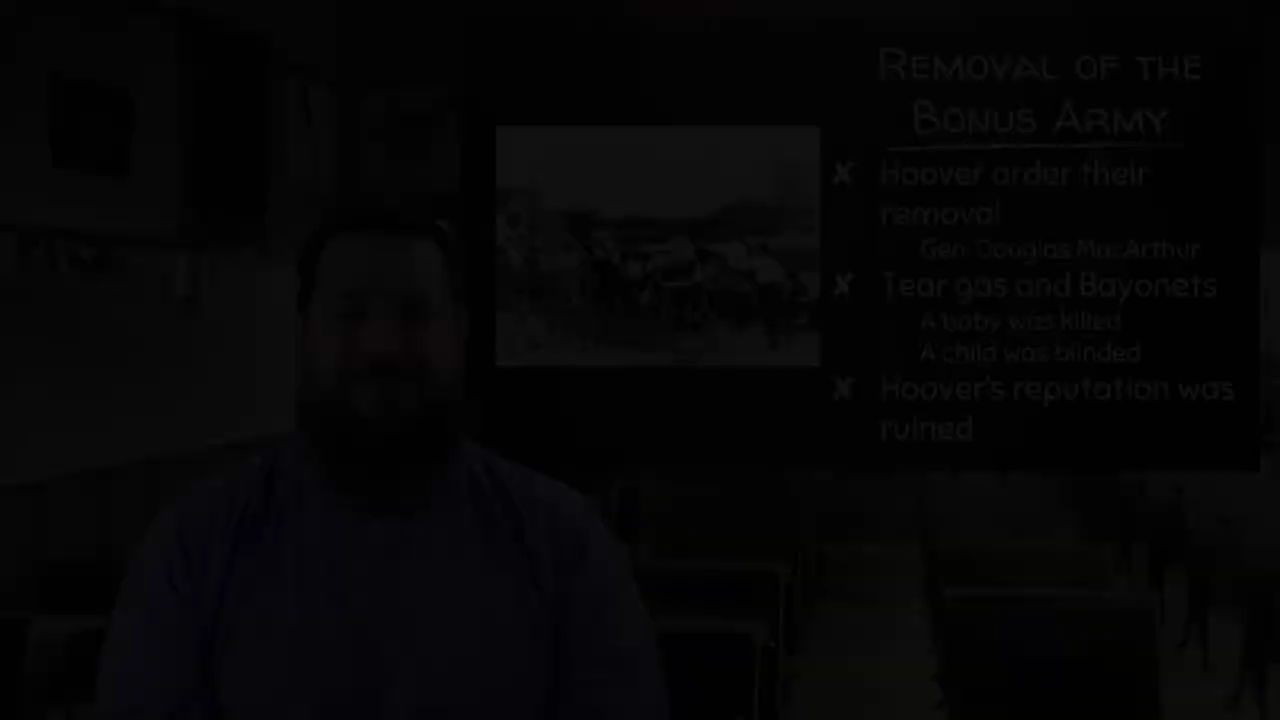 REMOVAL OF THE
BONUS ARMY
Hoover order their
removal
Gen. Douglas MacArthur
Tear gas and Bayonets
A baby was killed
A child was blinded
Hoover's reputation was
ruined